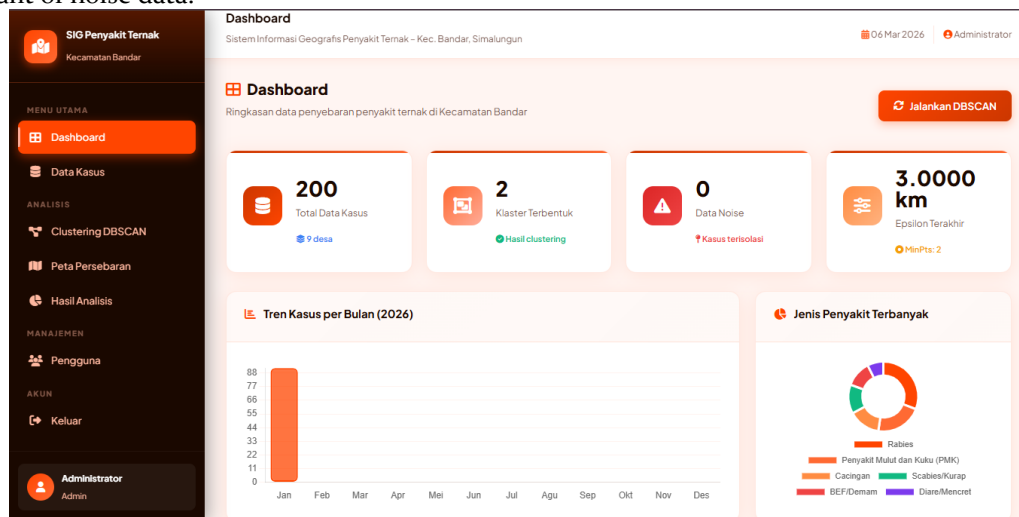 ant of noise data.
SIG Penyakit Ternak
Kecamatan Bandar
MENU UTAMA
Dashboard
Data Kasus
ANALISIS
Clustering DBSCAN
Peta Persebaran
Hasil Analisis
MANAJEMEN
Pengguna
AKUN
Keluar
Administrator
Admin
Dashboard
Sistem Informasi Geografis Penyakit Ternak – Kec. Bandar, Simalungun
06 Mar 2026
Administrator
Dashboard
Ringkasan data penyebaran penyakit ternak di Kecamatan Bandar
Jalankan DBSCAN
200
Total Data Kasus
9 desa
2
Klaster Terbentuk
Hasil clustering
0
Data Noise
Kasus terisolasi
3.0000
km
Epsilon Terakhir
MinPts: 2
Tren Kasus per Bulan (2026)
88
77
66
55
44
33
22
11
0
Jan Feb Mar Apr Mei Jun Jul Agu Sep Okt Nov Des
Jenis Penyakit Terbanyak
Rabies
Penyakit Mulut dan Kuku (PMK)
Cacingan Scabies/Kurap
BEF/Demam Diare/Mencret